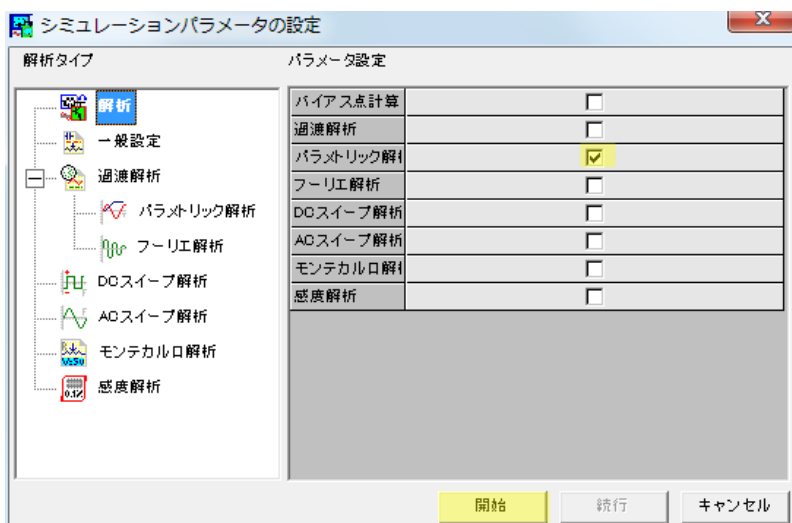 シミュレーションパラメータの設定
解析タイプ
パラメータ設定
解析
一般設定
過渡解析
パラメトリック解析
フーリエ解析
DCスイープ解析
ACスイープ解析
モンテカルロ解析
感度解析
バイアス点計算
過渡解析
パラメトリック解
フーリエ解析
DCスイープ解析
ACスイープ解析
モンテカルロ解
感度解析
開始
続行
キャンセル